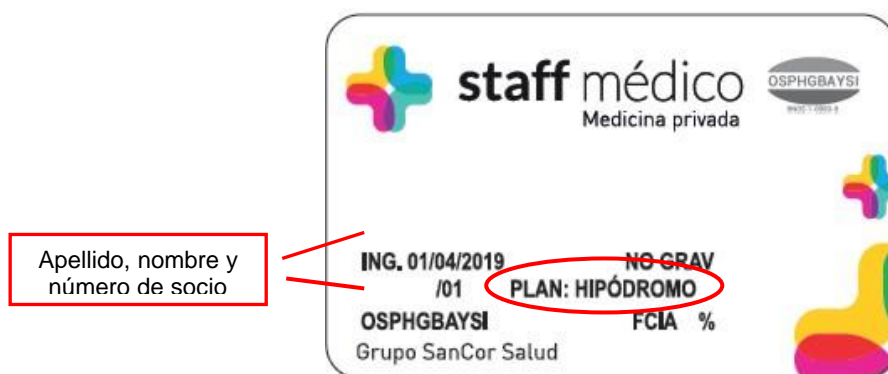 staff médico
Medicina privada
OSPHGBAYSI
Apellido, nombre y
número de socio
ING. 01/04/2019 NO GRAV
/01 PLAN: HIPÓDROMO
OSPHGBAYSI FCIA %
Grupo SanCor Salud